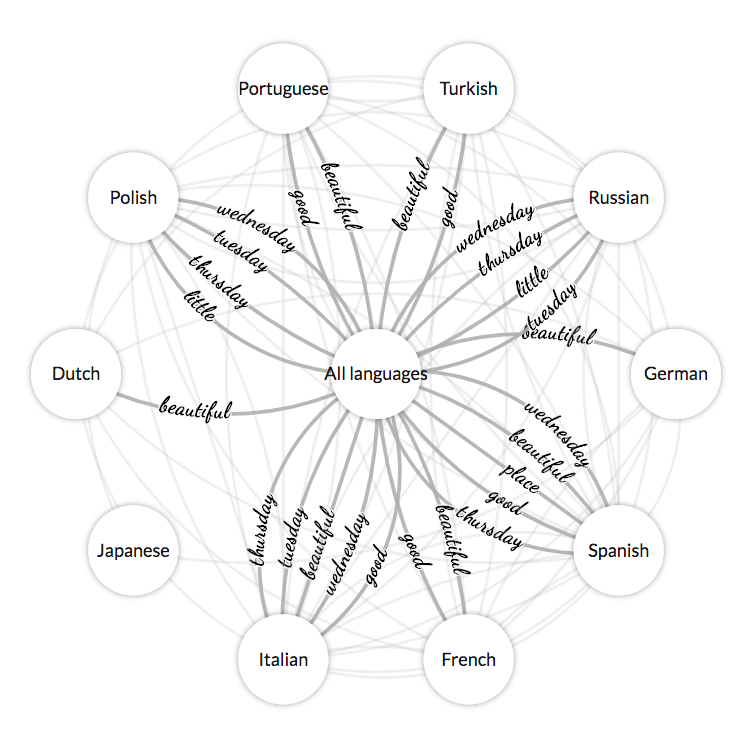 Portuguese
Turkish
beautiful
good
beautiful
good
Polish
Russian
wednesday
tuesday
thursday
little
wednesday
thursday
little
tuesday
beautiful
Dutch
All languages
German
beautiful
wednesday
beautiful
place
good
thursday
thursday
tuesday
beautiful
wednesday
good
good
beautiful
Japanese
Spanish
Italian
French